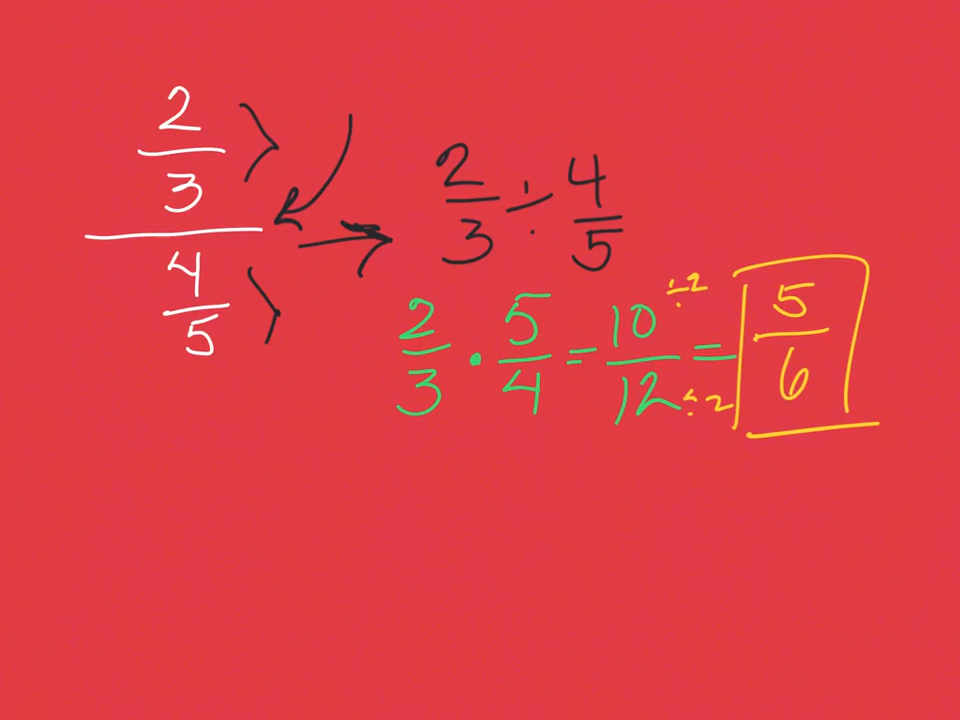 2/3
4/5
2/3 ÷ 4/5
2/3 · 5/4 = 10/12 ÷2 ÷2 = 5/6